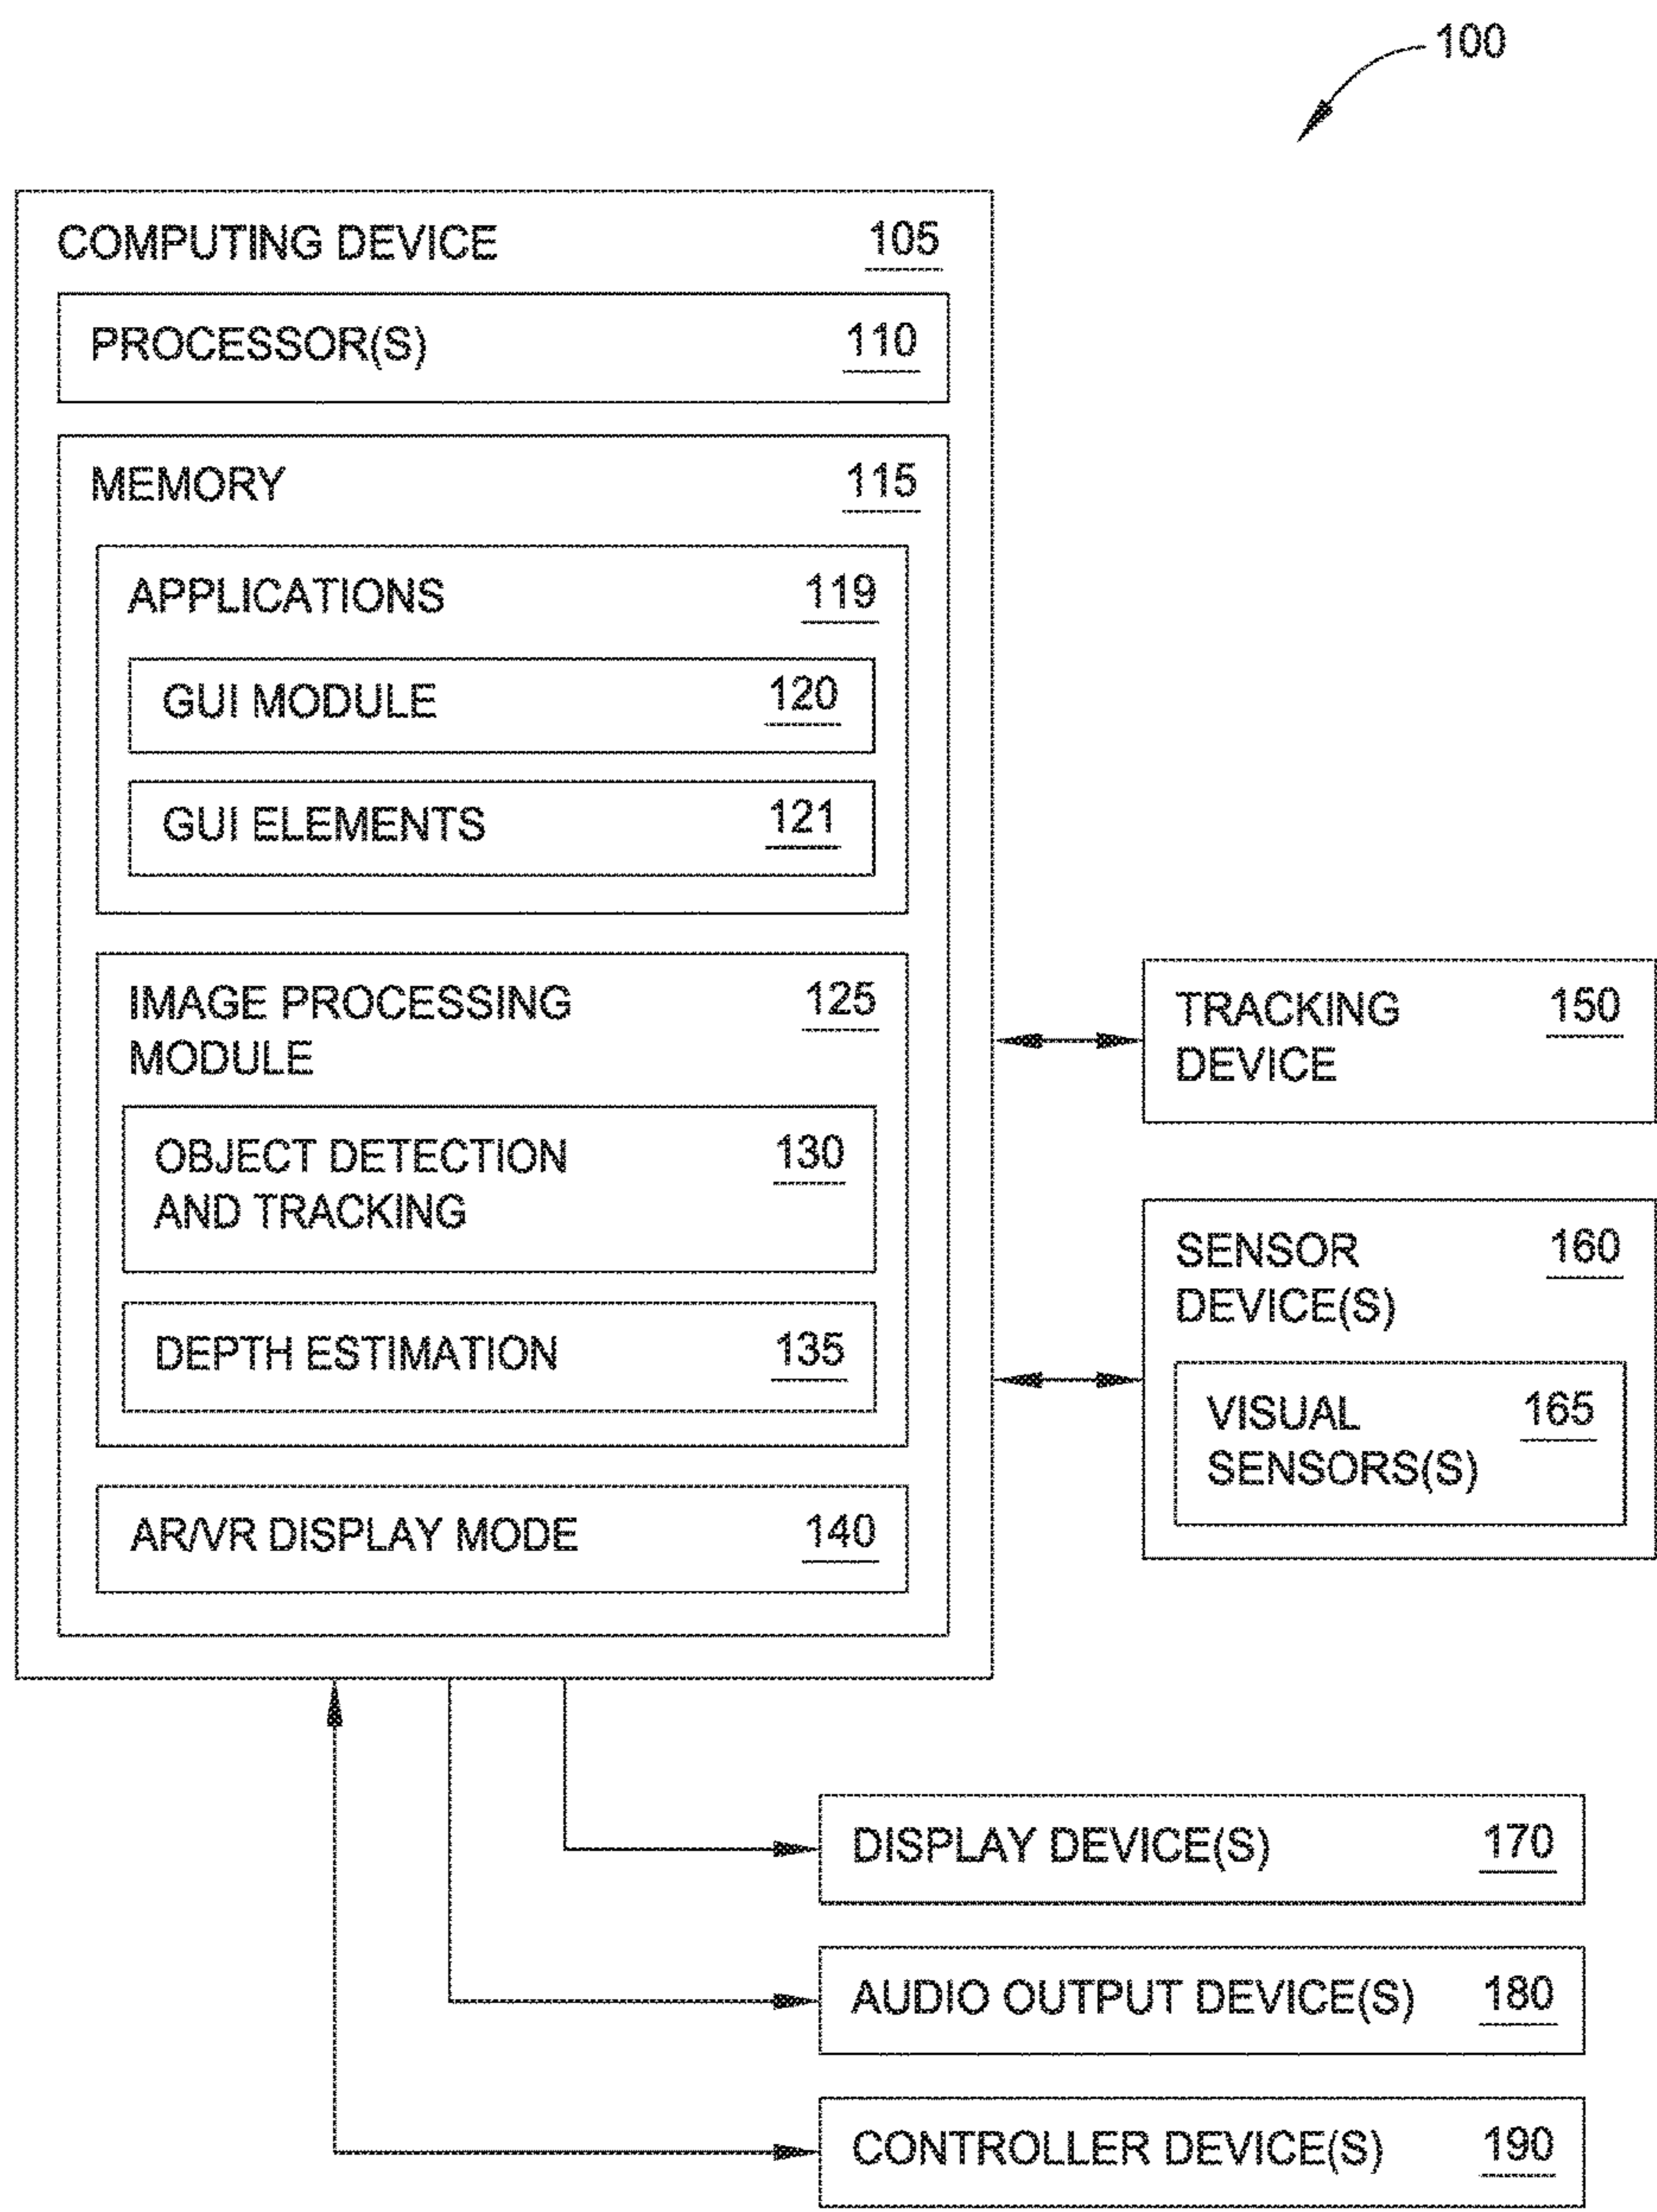 100
COMPUTING DEVICE 105
PROCESSOR(S) 110
MEMORY 115
APPLICATIONS 119
GUI MODULE 120
GUI ELEMENTS 121
IMAGE PROCESSING 125
MODULE
OBJECT DETECTION 130
AND TRACKING
DEPTH ESTIMATION 135
AR/VR DISPLAY MODE 140
TRACKING 150
DEVICE
SENSOR 160
DEVICE(S)
VISUAL 165
SENSORS(S)
DISPLAY DEVICE(S) 170
AUDIO OUTPUT DEVICE(S) 180
CONTROLLER DEVICE(S) 190